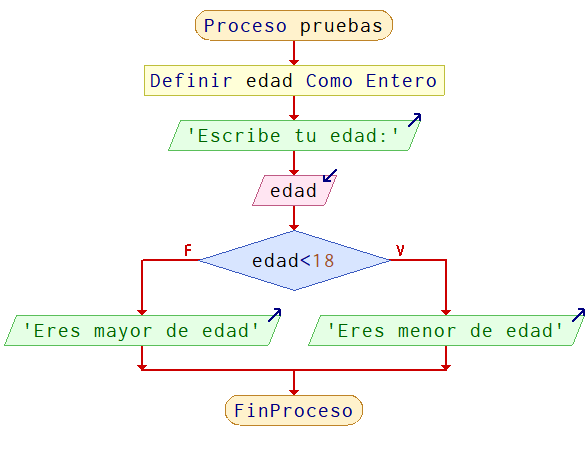 Proceso pruebas
Definir edad Como Entero
'Escribe tu edad:'
edad
F
V
edad<18
'Eres mayor de edad'
'Eres menor de edad'
FinProceso